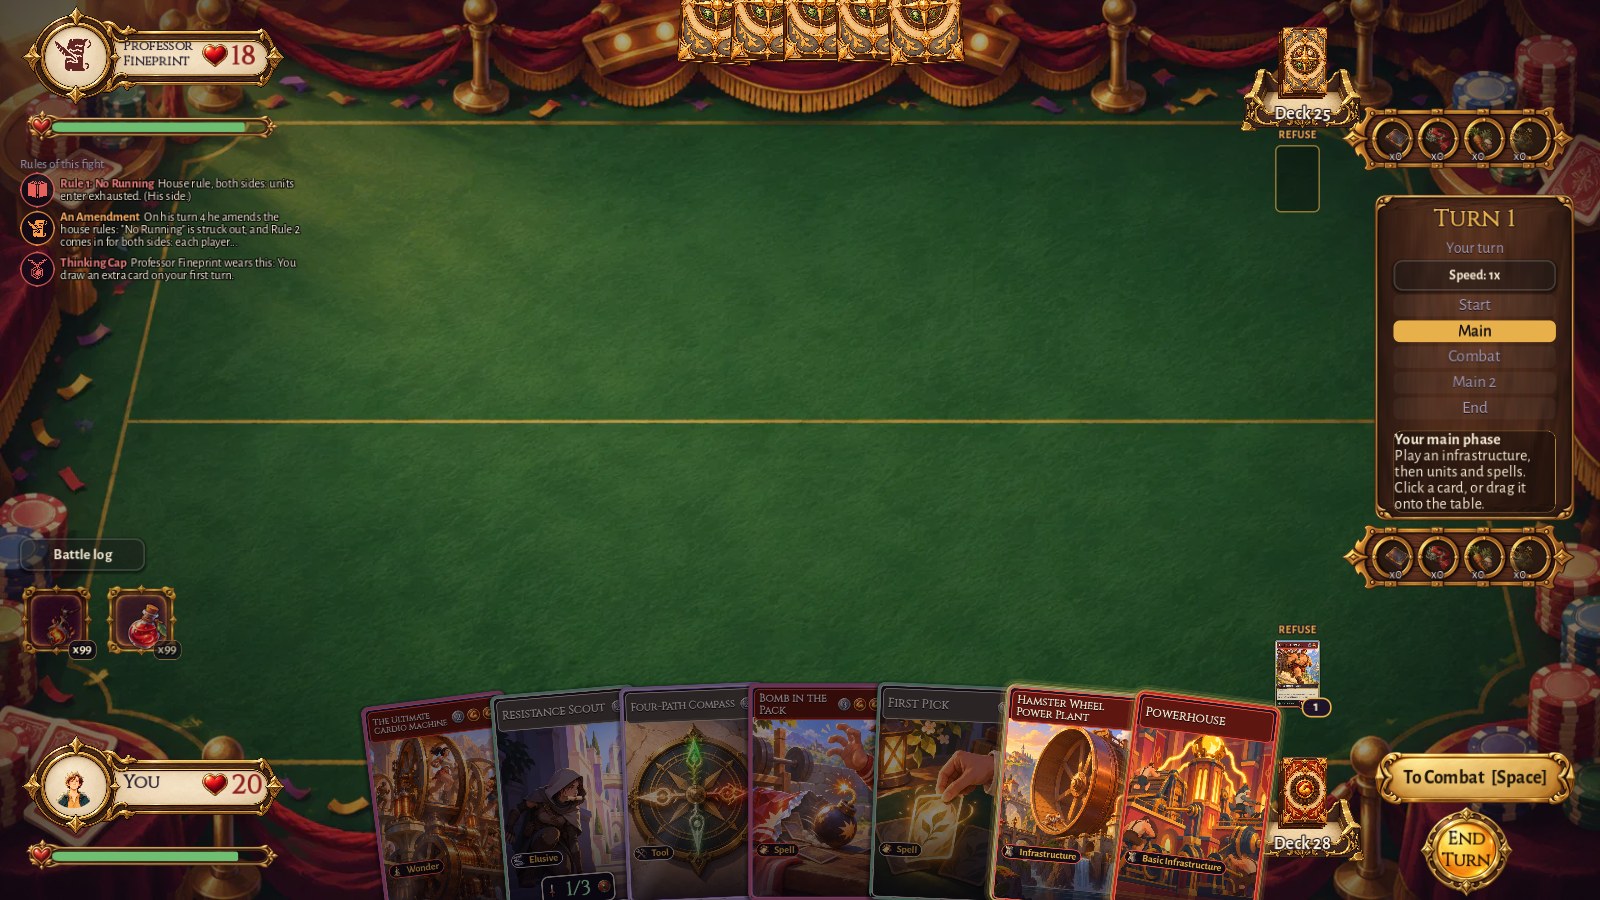 PROFESSOR
FINEPRINT
18
Deck 25
REFUSE
x0 x0 x0 x0
Rules of this fight
Rule 1: No Running House rule, both sides: units
enter exhausted. (His side.)
An Amendment On his turn 4 he amends the
house rules: "No Running" is struck out, and Rule 2
comes in for both sides: each player...
Thinking Cap Professor Fineprint wears this: You
draw an extra card on your first turn.
TURN 1
Your turn
Speed: 1x
Start
Main
Combat
Main 2
End
Your main phase
Play an infrastructure,
then units and spells.
Click a card, or drag it
onto the table.
Battle log
x99
x99
x0 x0 x0 x0
REFUSE
1
YOU
20
THE ULTIMATE
CARDIO MACHINE
Wonder
RESISTANCE SCOUT
Elusive
1/3
FOUR-PATH COMPASS
Tool
BOMB IN THE
PACK
Spell
FIRST PICK
Spell
HAMSTER WHEEL
POWER PLANT
Infrastructure
POWERHOUSE
Basic Infrastructure
Deck 28
To Combat [Space]
END
TURN